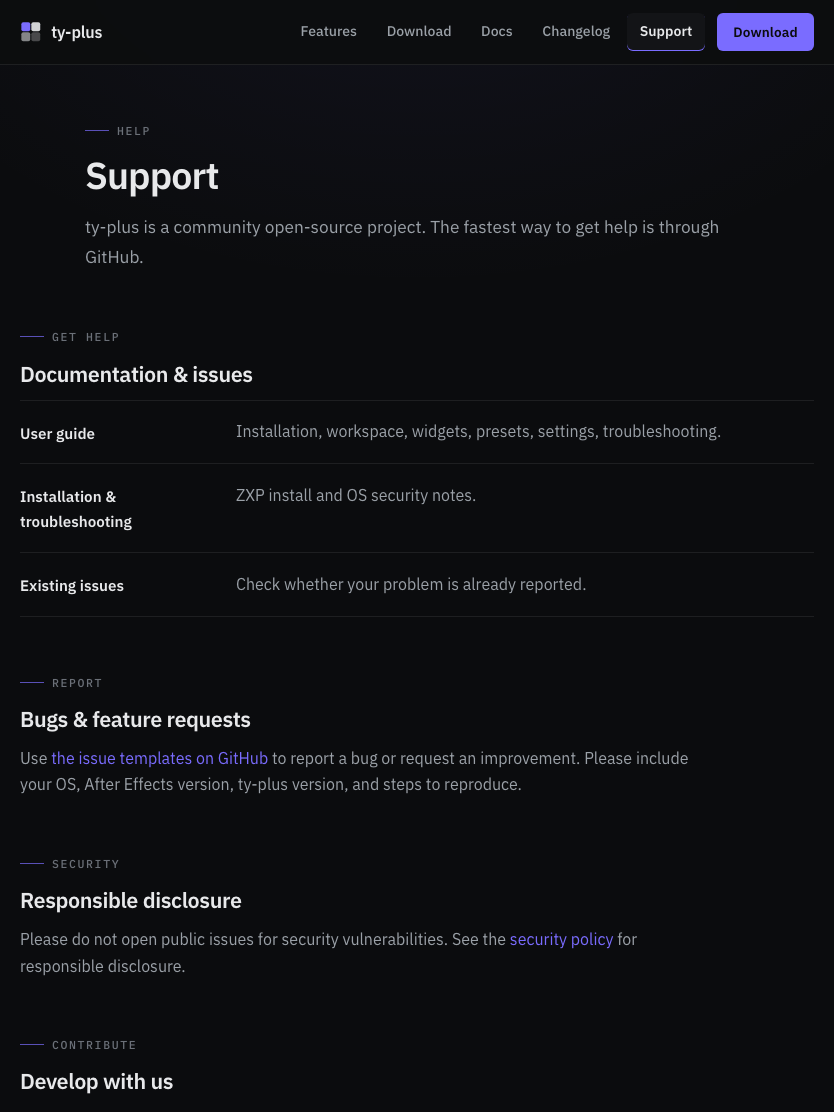 ty-plus
Features
Download
Docs
Changelog
Support
Download
HELP
Support
ty-plus is a community open-source project. The fastest way to get help is through
GitHub.
GET HELP
Documentation & issues
User guide
Installation, workspace, widgets, presets, settings, troubleshooting.
Installation &
troubleshooting
ZXP install and OS security notes.
Existing issues
Check whether your problem is already reported.
REPORT
Bugs & feature requests
Use the issue templates on GitHub to report a bug or request an improvement. Please include
your OS, After Effects version, ty-plus version, and steps to reproduce.
SECURITY
Responsible disclosure
Please do not open public issues for security vulnerabilities. See the security policy for
responsible disclosure.
CONTRIBUTE
Develop with us